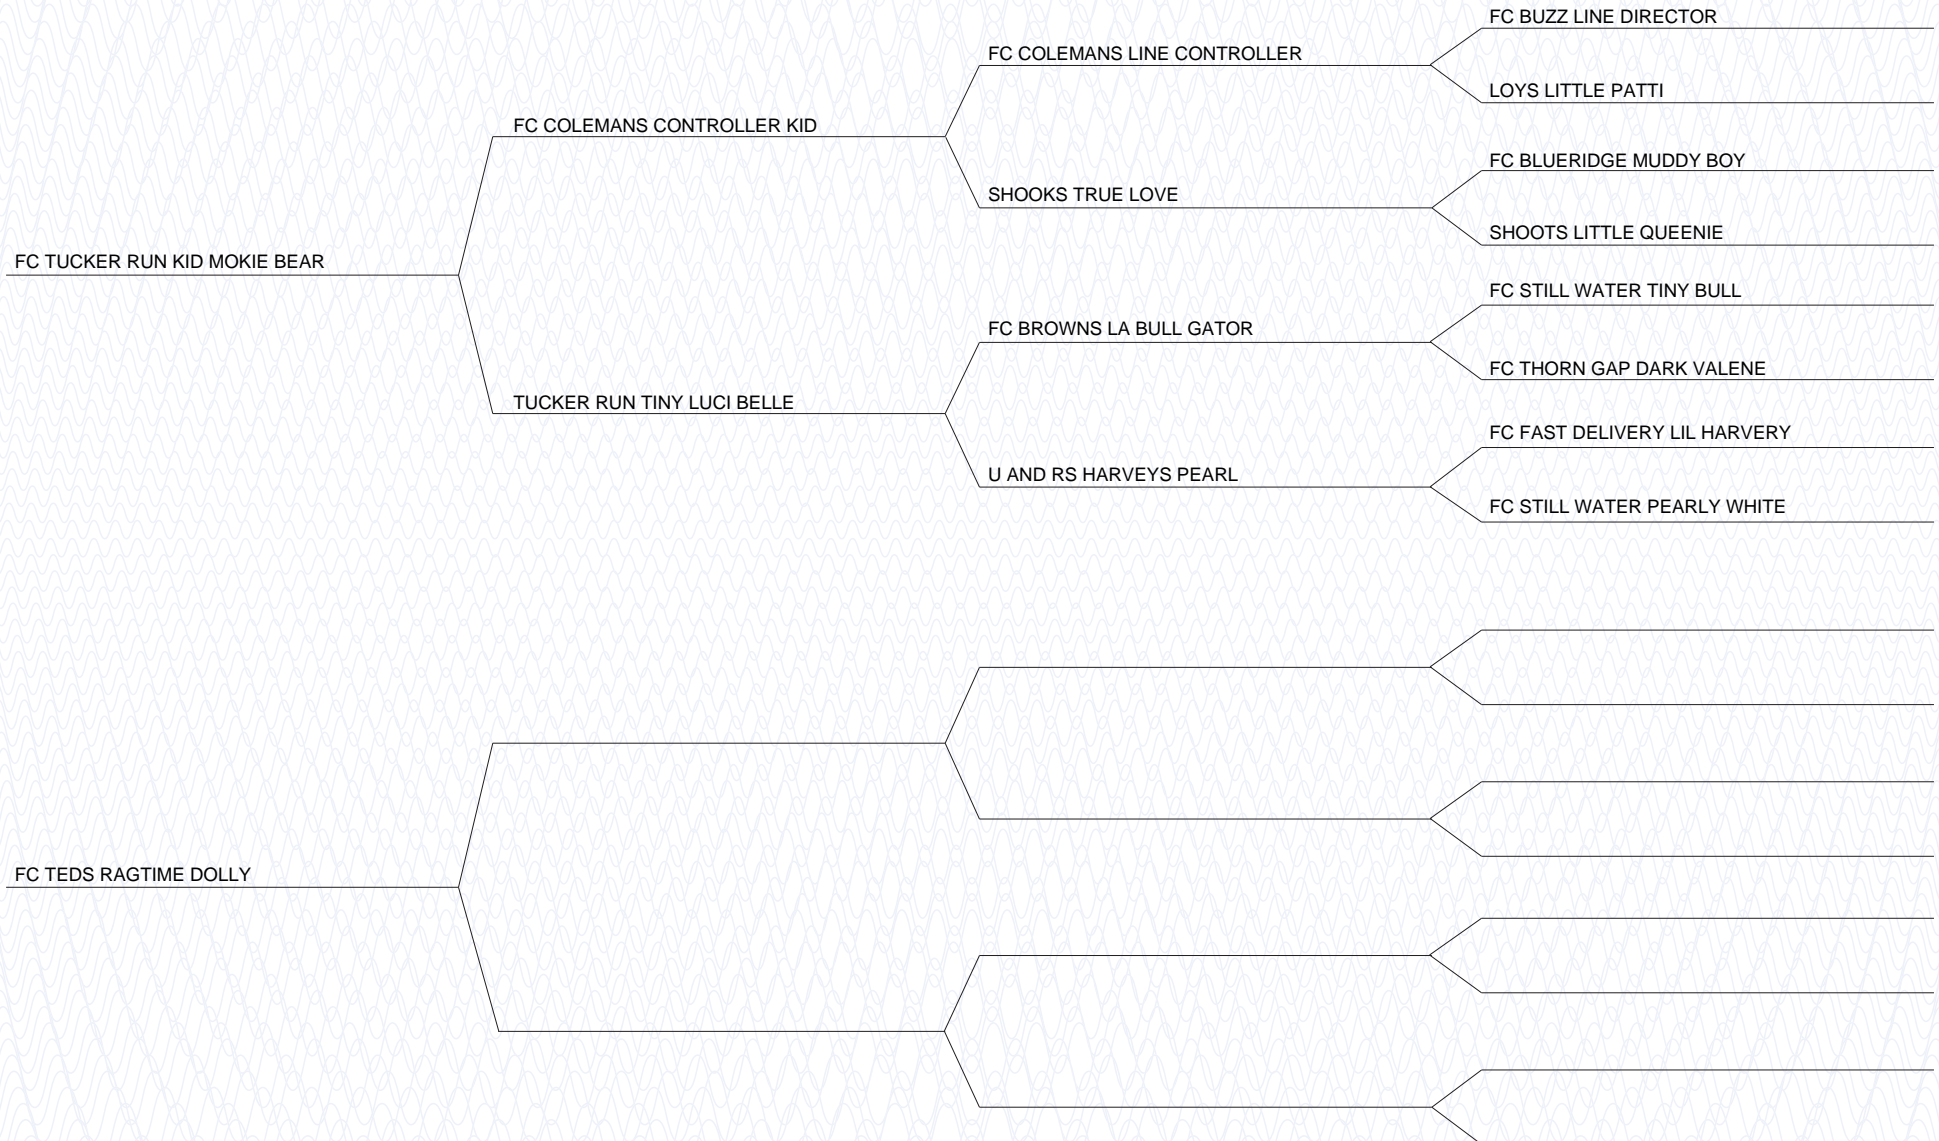 FC BUZZ LINE DIRECTOR
FC COLEMANS LINE CONTROLLER
LOYS LITTLE PATTI
FC COLEMANS CONTROLLER KID
FC BLUERIDGE MUDDY BOY
SHOOKS TRUE LOVE
SHOOTS LITTLE QUEENIE
FC TUCKER RUN KID MOKIE BEAR
FC STILL WATER TINY BULL
FC BROWNS LA BULL GATOR
FC THORN GAP DARK VALENE
TUCKER RUN TINY LUCI BELLE
FC FAST DELIVERY LIL HARVERY
U AND RS HARVEYS PEARL
FC STILL WATER PEARLY WHITE
FC TEDS RAGTIME DOLLY